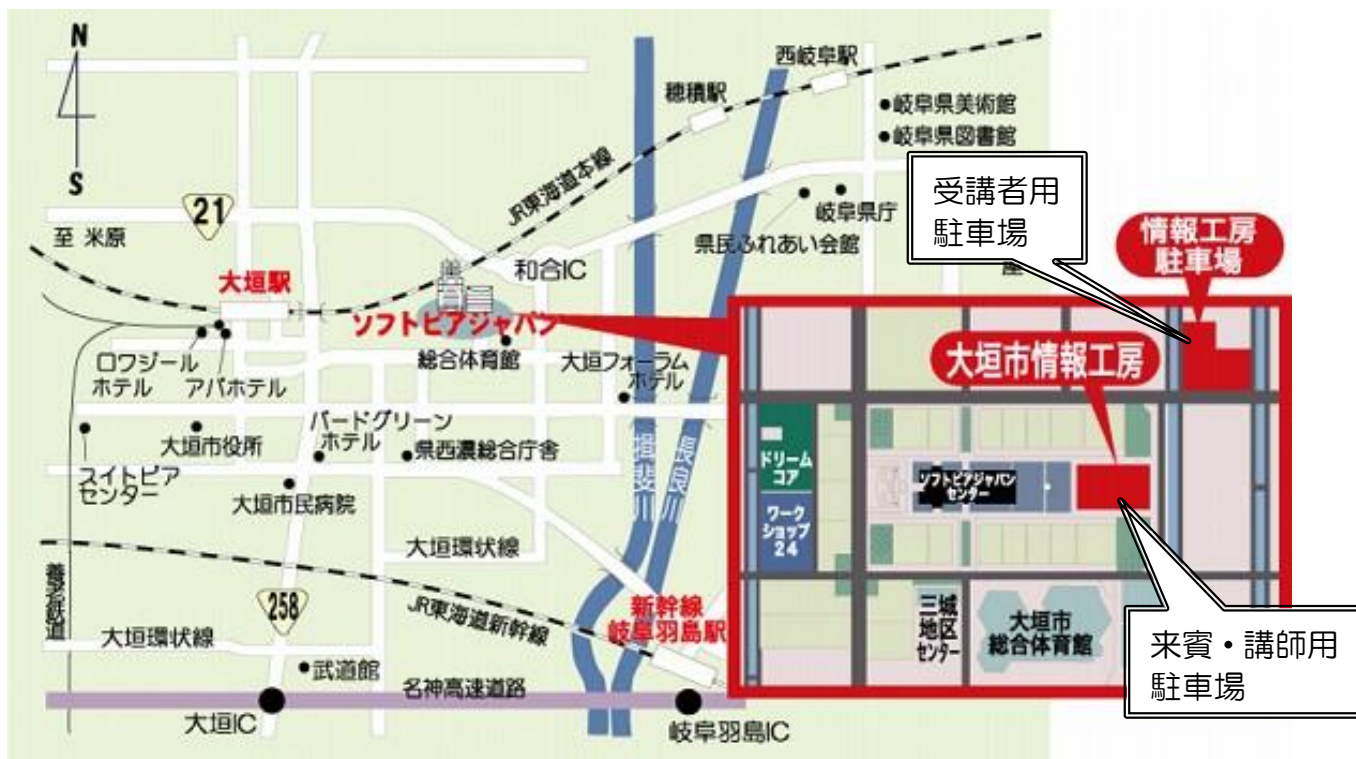 N
S
21
至 米原
大垣駅
ロワジール
ホテル
アパホテル
JR東海道本線
穂積駅
西岐阜駅
岐阜県美術館
岐阜県図書館
岐阜県庁
県民ふれあい会館
和合IC
ソフトピアジャパン
総合体育館
大垣フォーラム
ホテル
スイトピア
センター
大垣市役所
バードグリーン
ホテル
県西濃総合庁舎
大垣市民病院
揖斐川
長良川
大垣環状線
養老鉄道
258
JR東海道新幹線
新幹線
岐阜羽島駅
大垣環状線
武道館
名神高速道路
大垣IC
岐阜羽島IC
受講者用
駐車場
情報工房
駐車場
大垣市情報工房
ドリーム
コア
ワーク
ショップ
24
ソフトピアジャパン
センター
三城
地区
センター
大垣市
総合体育館
来賓・講師用
駐車場